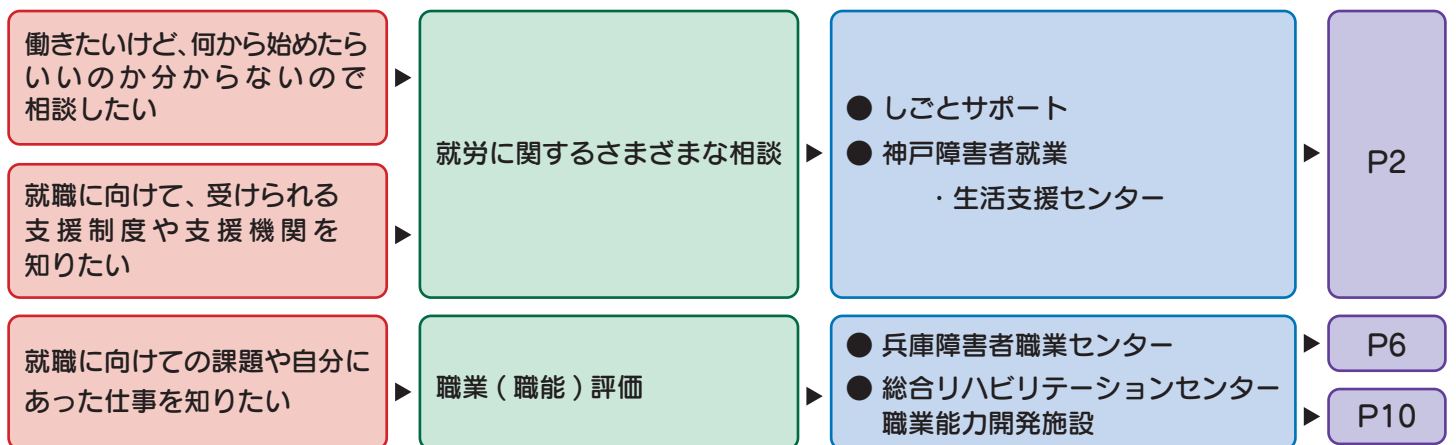 働きたいけど、何から始めたら
いいのか分からないので
相談したい
就職に向けて、受けられる
支援制度や支援機関を
知りたい
就労に関するさまざまな相談
● しごとサポート
● 神戸障害者就業
・生活支援センター
P2
就職に向けての課題や自分に
あった仕事を知りたい
職業(職能)評価
● 兵庫障害者職業センター
● 総合リハビリテーションセンター
職業能力開発施設
P6
P10